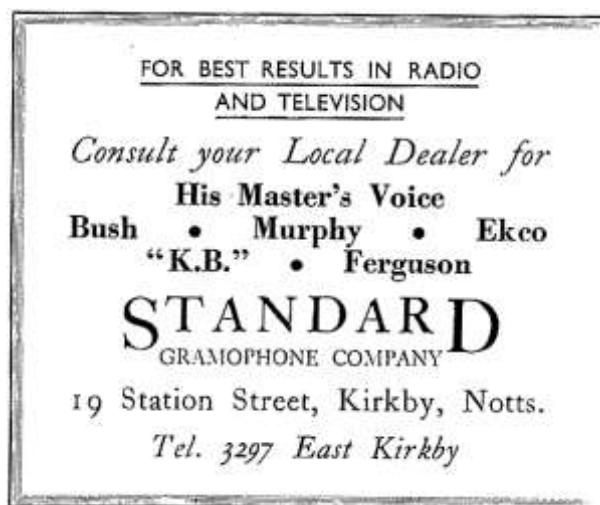 FOR BEST RESULTS IN RADIO
AND TELEVISION
Consult your Local Dealer for
His Master's Voice
Bush • Murphy • Ekco
"K.B." • Ferguson
STANDARD
GRAMOPHONE COMPANY
19 Station Street, Kirkby, Notts.
Tel. 3297 East Kirkby